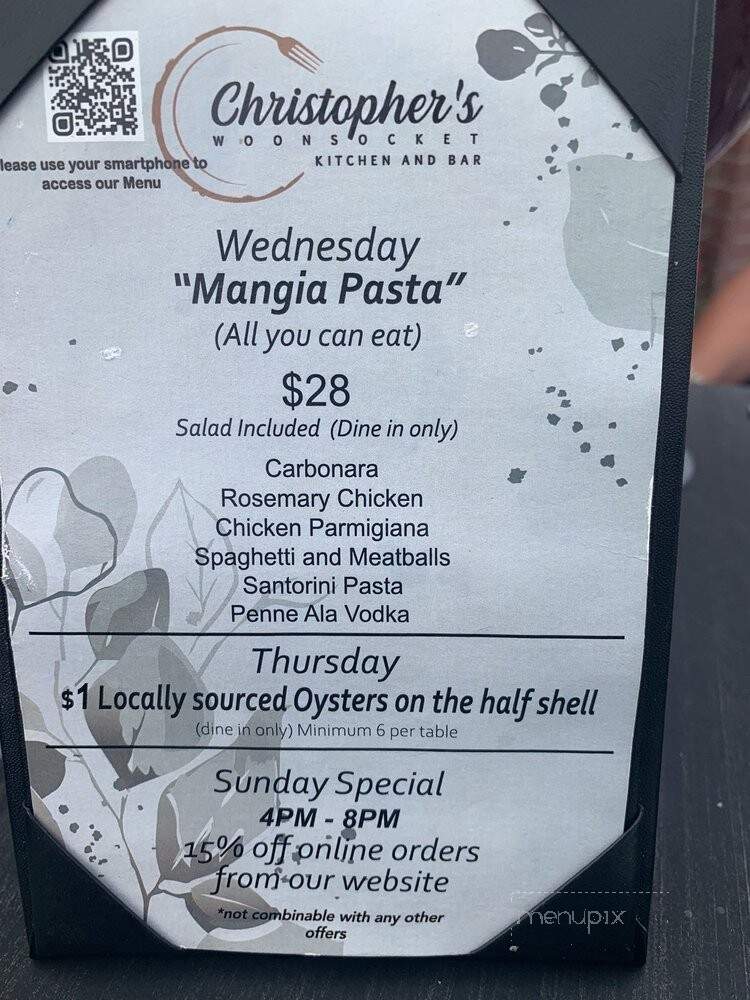 Christopher's
WOONSOCKET
KITCHEN AND BAR
lease use your smartphone to
access our Menu
Wednesday
"Mangia Pasta"
(All you can eat)
$28
Salad Included (Dine in only)
Carbonara
Rosemary Chicken
Chicken Parmigiana
Spaghetti and Meatballs
Santorini Pasta
Penne Ala Vodka
Thursday
$1 Locally sourced Oysters on the half shell
(dine in only) Minimum 6 per table
Sunday Special
4PM - 8PM
15% off online orders
from our website
*not combinable with any other
offers
menupix